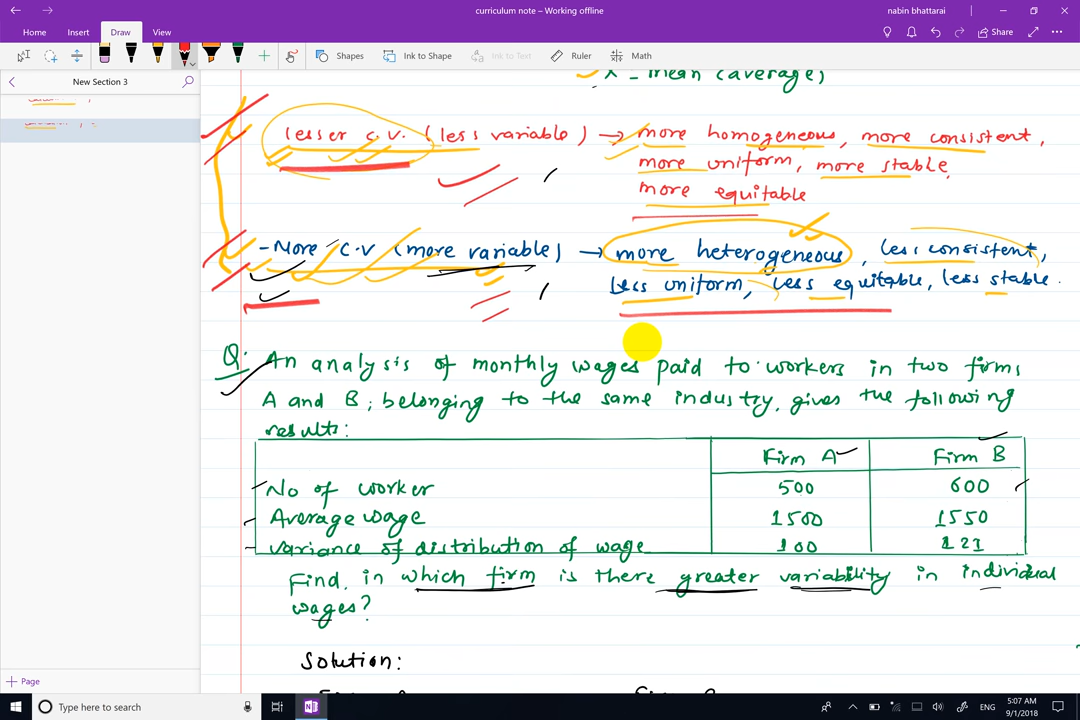 curriculum note – Working offline
nabin bhattarai
Home Insert Draw View
Share
Shapes Ink to Shape Ink to Text Ruler Math
New Section 3
X̄ – mean (average)
lesser c.v. (less variable) → more homogeneous, more consistent,
more uniform, more stable,
more equitable
- More c.v (more variable) → more heterogeneous, less consistent,
less uniform, less equitable, less stable.
Q. An analysis of monthly wages paid to workers in two firms
A and B, belonging to the same industry, gives the following
results:
Firm A Firm B
No of worker 500 600
Average wage 1500 1550
Variance of distribution of wage 100 121
Find, in which firm is there greater variability in individual
wages?
Solution:
+ Page
Type here to search
ENG
5:07 AM
9/1/2018